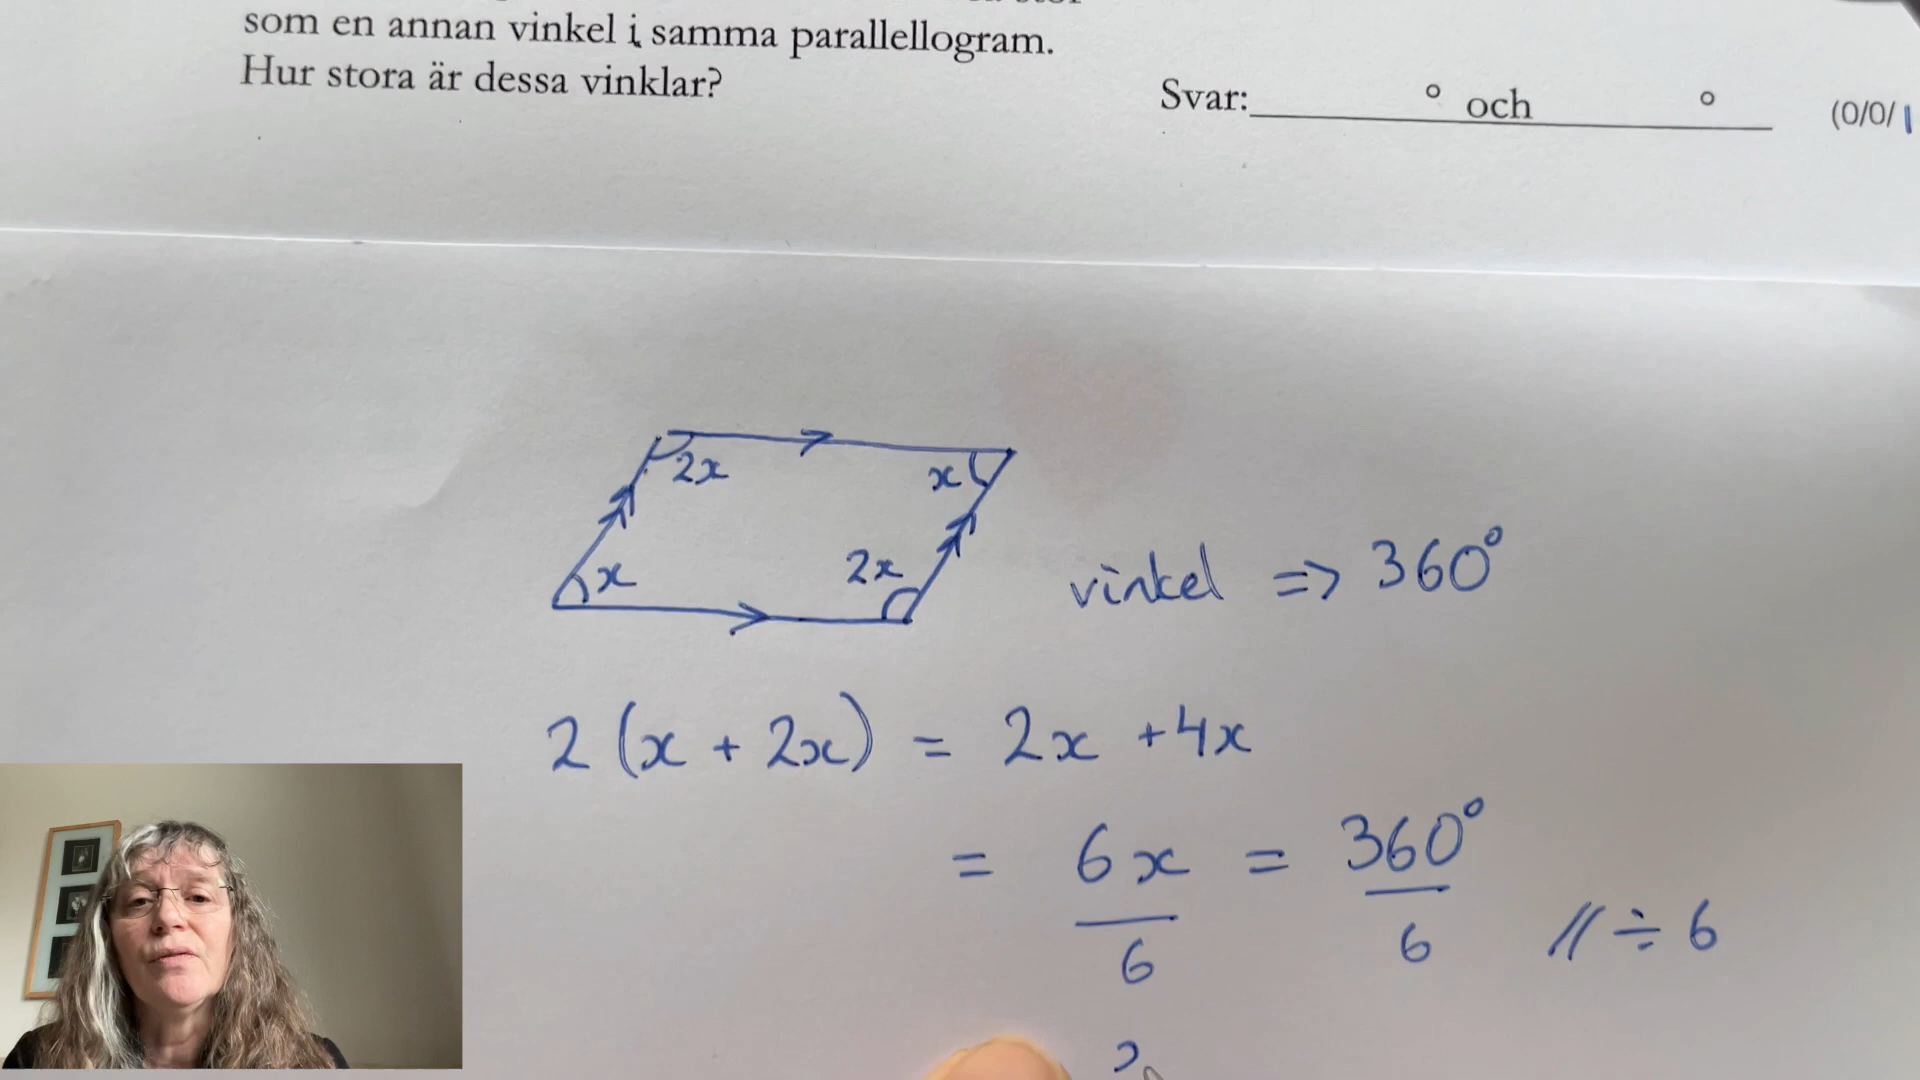 som en annan vinkel i samma parallellogram.
Hur stora är dessa vinklar?
Svar: ° och ° (0/0/1
2x
x
x
2x
vinkel => 360°
2 (x + 2x) = 2x + 4x
= 6x = 360°
6 6 // ÷ 6